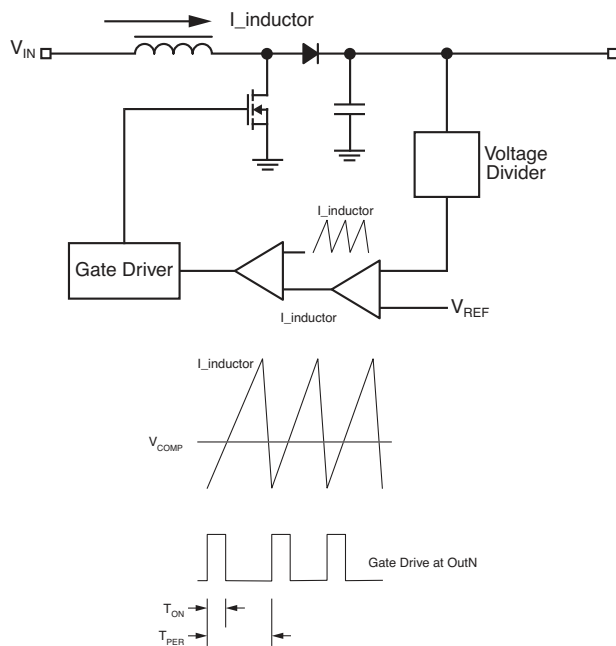 I_inductor
V_IN
Voltage
Divider
I_inductor
Gate Driver
V_REF
I_inductor
I_inductor
V_COMP
Gate Drive at OutN
T_ON
T_PER